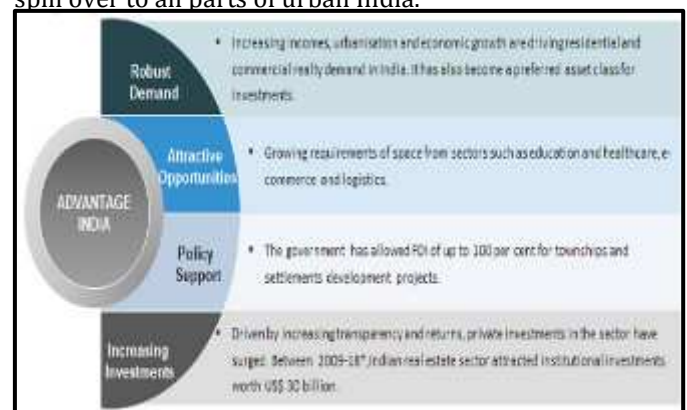 spill over to all parts of urban India.
ADVANTAGE
INDIA
Robust
Demand
• Increasing incomes, urbanisation and economic growth are driving residential and
commercial realty demand in India. It has also become a preferred asset class for
investments.
Attractive
Opportunities
• Growing requirements of space from sectors such as education and healthcare, e-
commerce and logistics.
Policy
Support
• The government has allowed FDI of up to 100 per cent for townships and
settlements development projects.
Increasing
Investments
• Driven by increasing transparency and returns, private investments in the sector have
surged. Between 2009-18*, Indian real estate sector attracted institutional investments
worth US$ 30 billion.